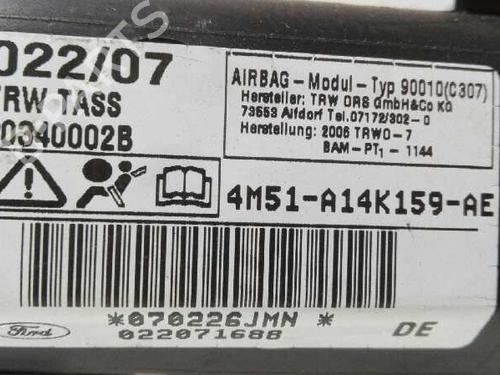 022/07
TRW TASS
0340002B
AIRBAG - Modul - Typ 90010(C307)
Hersteller: TRW ORS GmbH&Co KG
73553 Alfdorf Tel.07172/302-0
Herstellung: 2006 TRWO-7
BAM-PT1 - 1144
4M51-A14K159-AE
*070226JMN *
022071688
Ford
DE